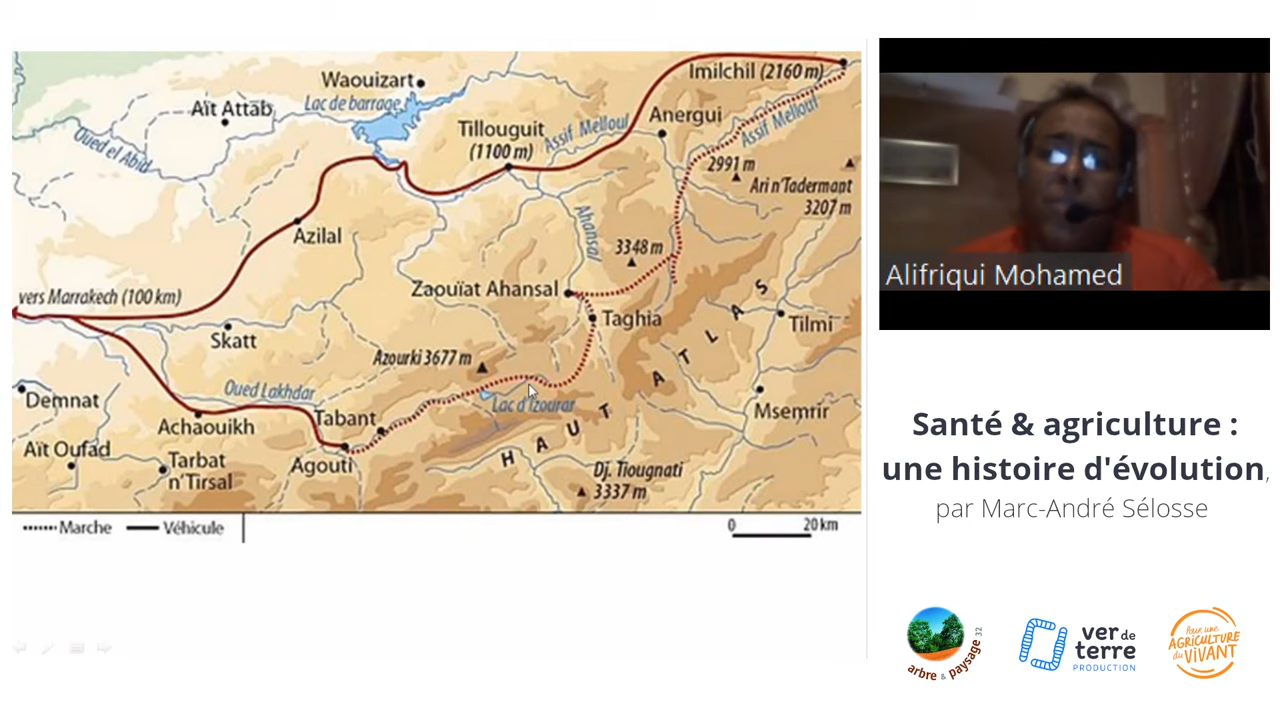 Waouizart
Imilchil (2160 m)
Lac de barrage
Aït Attab
Anergui
Tillouguit
(1100 m)
Assif Melloul
Assif Melloul
Oued el Abid
2991 m
Ari n'Tadermapt
3207 m
Azilal
Ahansal
3348 m
vers Marrakech (100 km)
Zaouïat Ahansal
Taghia
Tilmi
Skatt
Azourki 3677 m
HAUT ATLAS
Demnat
Oued Lakhdar
Lac d'Izourar
Msemrir
Achaouikh
Tabant
Aït Oufad
Tarbat
n'Tirsal
Agouti
Dj. Tiougnati
3337 m
Marche Véhicule
0 20 km
Alifriqui Mohamed
Santé & agriculture :
une histoire d'évolution,
par Marc-André Sélosse
arbre & paysage 32
ver de
terre
PRODUCTION
Pour une
AGRICULTURE
du VIVANT